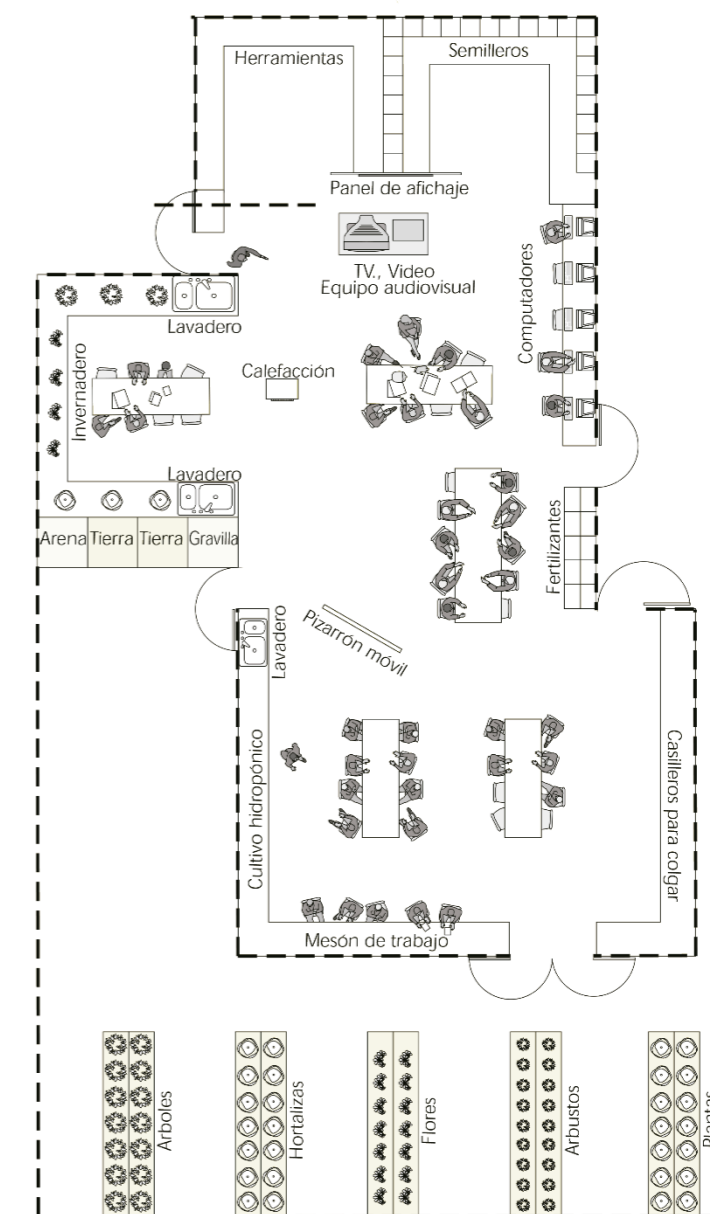 Herramientas
Semilleros
Panel de afichaje
TV., Video
Equipo audiovisual
Computadores
Lavadero
Calefacción
Invernadero
Lavadero
Arena
Tierra
Tierra
Gravilla
Fertilizantes
Lavadero
Pizarrón móvil
Cultivo hidropónico
Casilleros para colgar
Mesón de trabajo
Arboles
Hortalizas
Flores
Arbustos
Plantas